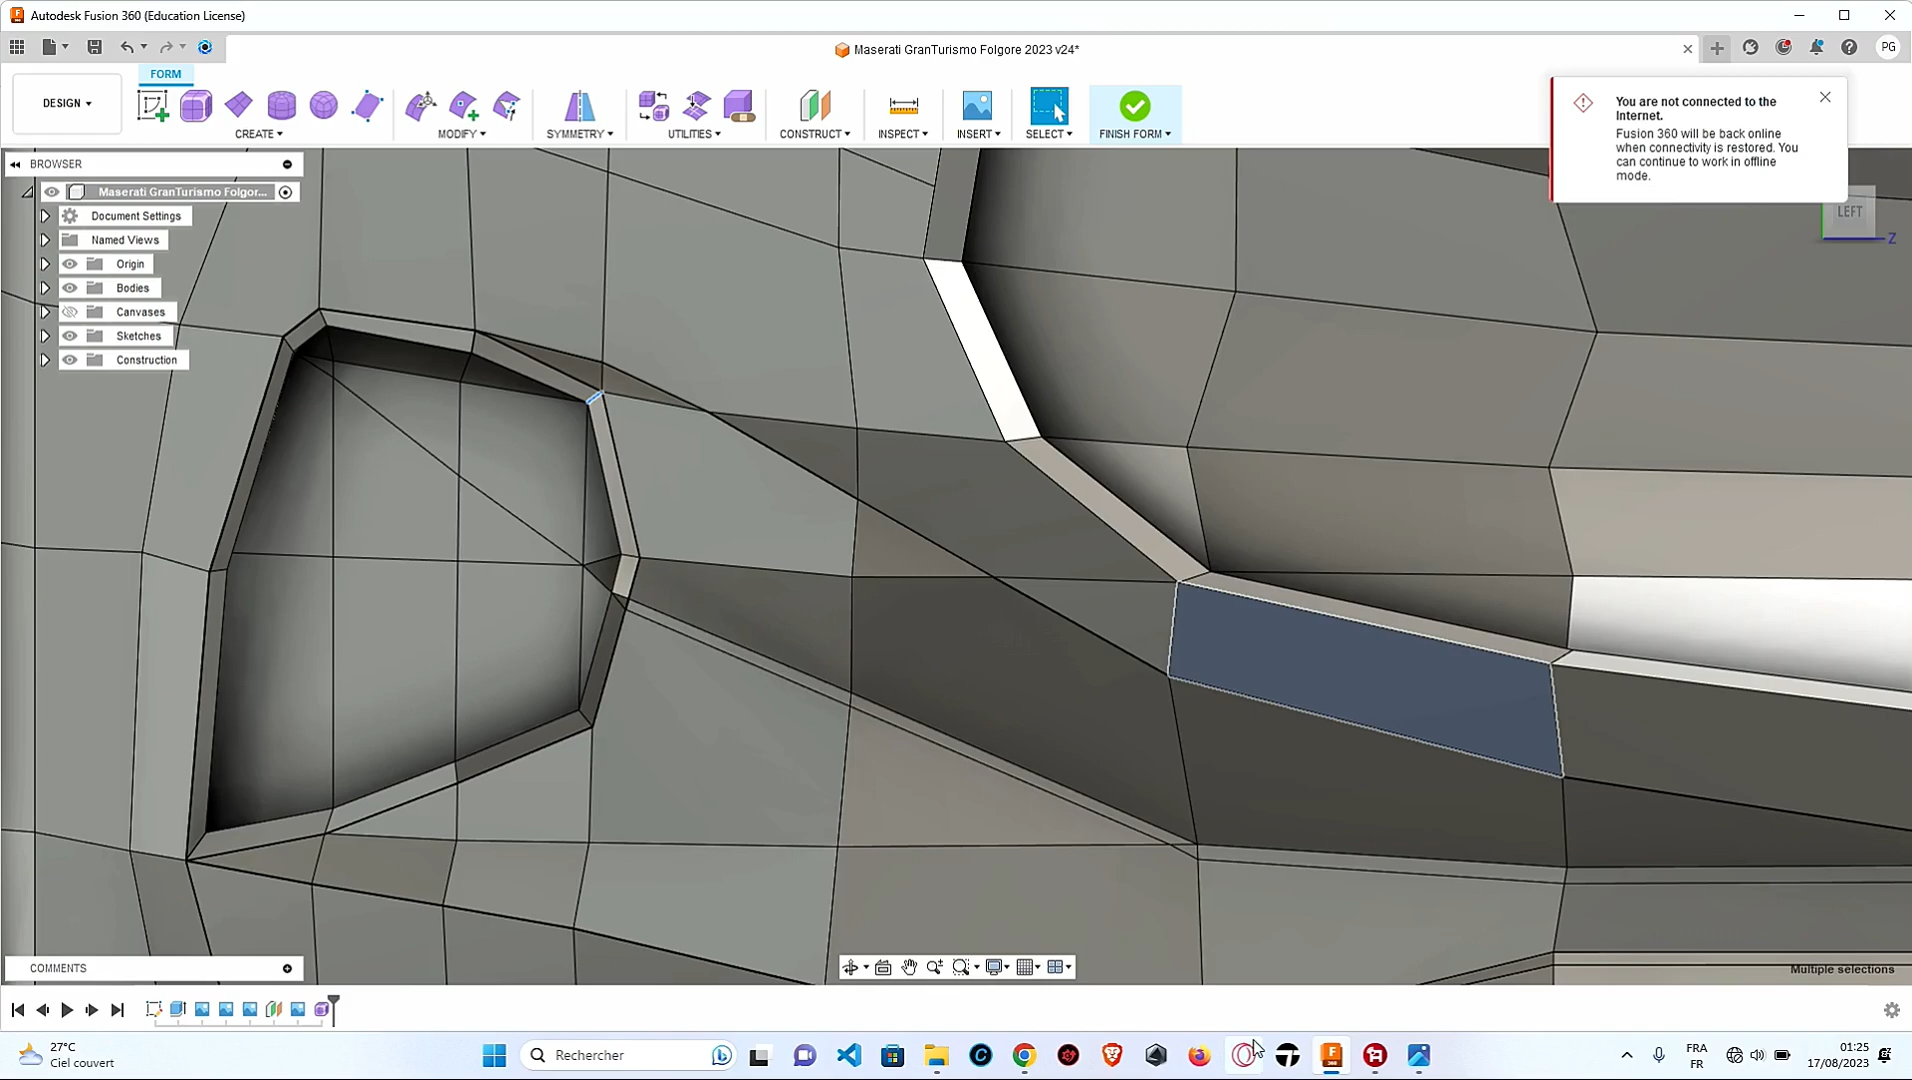 Autodesk Fusion 360 (Education License)
Maserati GranTurismo Folgore 2023 v24*
PG
FORM
DESIGN
CREATE
MODIFY
SYMMETRY
UTILITIES
CONSTRUCT
INSPECT
INSERT
SELECT
FINISH FORM
You are not connected to the
Internet.
Fusion 360 will be back online
when connectivity is restored. You
can continue to work in offline
mode.
LEFT
Z
BROWSER
Maserati GranTurismo Folgor...
Document Settings
Named Views
Origin
Bodies
Canvases
Sketches
Construction
COMMENTS
Multiple selections
27°C
Ciel couvert
Rechercher
FRA
FR
01:25
17/08/2023